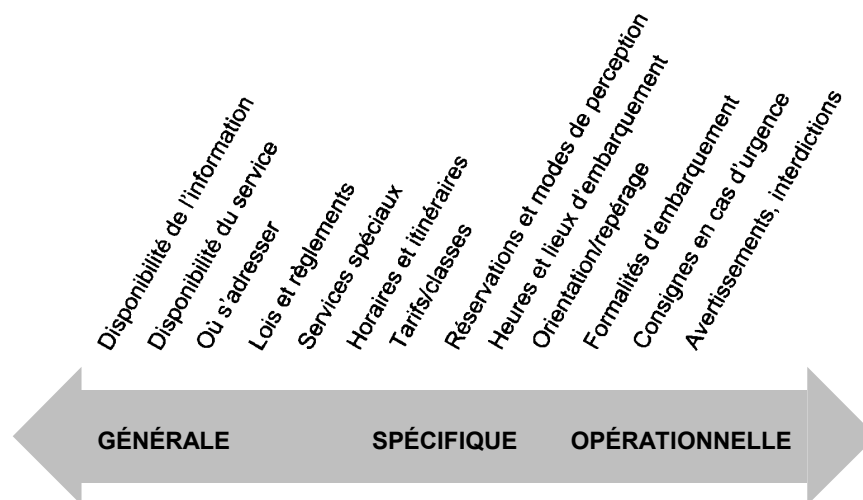 Disponibilité de l'information
Disponibilité du service
Où s'adresser
Lois et règlements
Services spéciaux
Horaires et itinéraires
Tarifs/classes
Réservations et modes de perception
Heures et lieux d'embarquement
Orientation/repérage
Formalités d'embarquement
Consignes en cas d'urgence
Avertissements, interdictions
GÉNÉRALE
SPÉCIFIQUE
OPÉRATIONNELLE